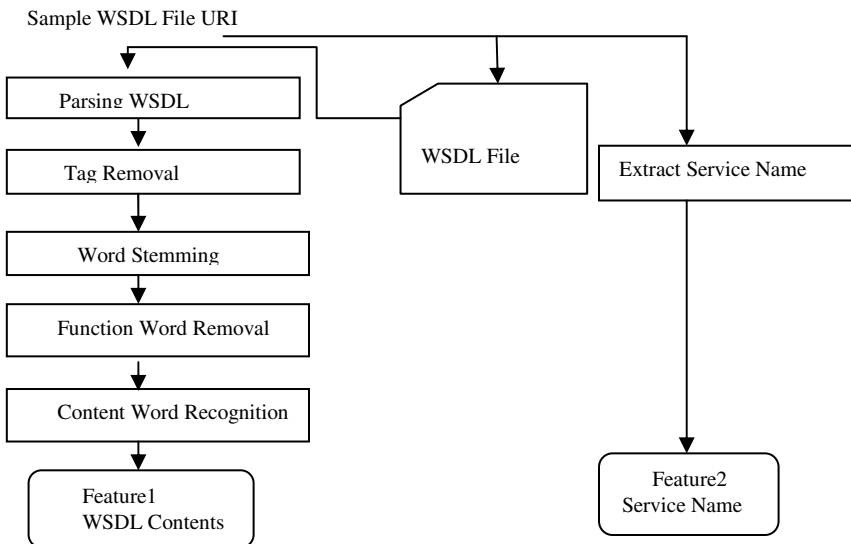 Sample WSDL File URI
Parsing WSDL
WSDL File
Extract Service Name
Tag Removal
Word Stemming
Function Word Removal
Content Word Recognition
Feature1
WSDL Contents
Feature2
Service Name